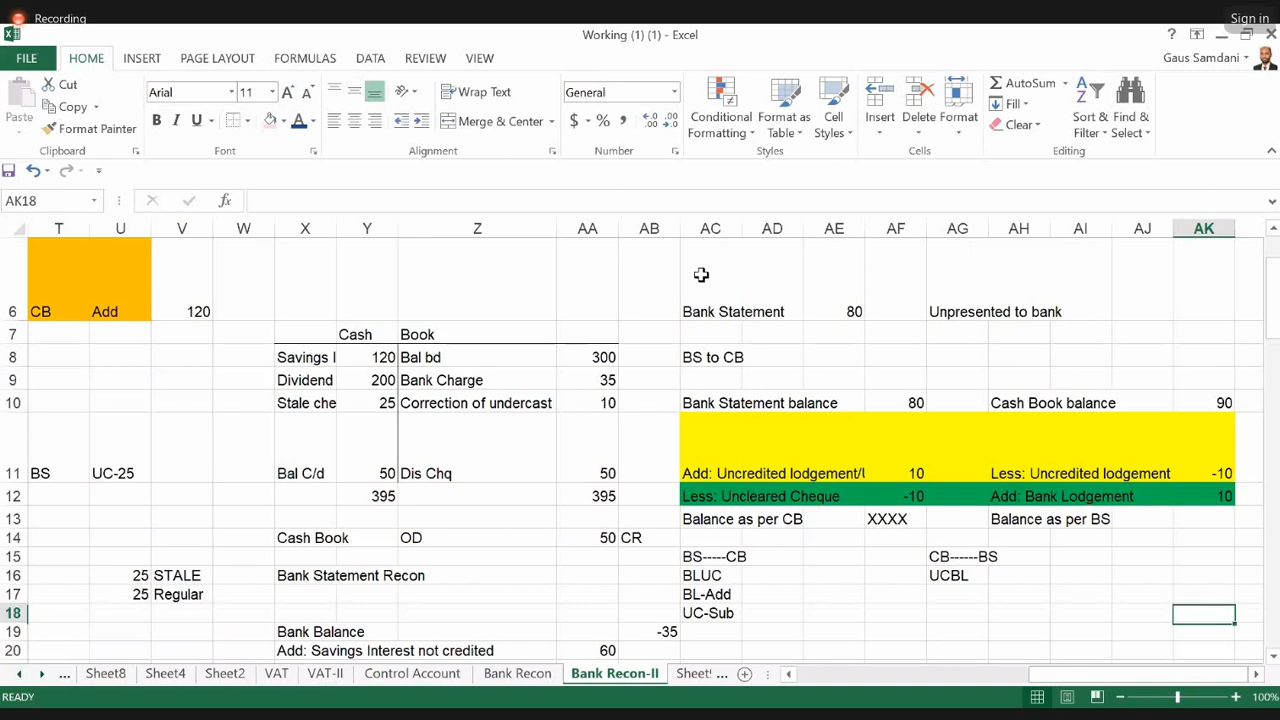 Recording
Sign in
Working (1) (1) - Excel
FILE HOME INSERT PAGE LAYOUT FORMULAS DATA REVIEW VIEW
Gaus Samdani
Cut
Copy
Format Painter
Paste
Clipboard
Arial 11
B I U
Font
Wrap Text
Merge & Center
Alignment
General
$ % ,
Number
Conditional Formatting
Format as Table
Cell Styles
Styles
Insert Delete Format
Cells
AutoSum
Fill
Clear
Sort & Filter
Find & Select
Editing
AK18 fx
T U V W X Y Z AA AB AC AD AE AF AG AH AI AJ AK
6 CB Add 120 Bank Statement 80 Unpresented to bank
7 Cash Book
8 Savings I 120 Bal bd 300 BS to CB
9 Dividend 200 Bank Charge 35
10 Stale che 25 Correction of undercast 10 Bank Statement balance 80 Cash Book balance 90
11 BS UC-25 Bal C/d 50 Dis Chq 50 Add: Uncredited lodgement/U 10 Less: Uncredited lodgement -10
12 395 395 Less: Uncleared Cheque -10 Add: Bank Lodgement 10
13 Balance as per CB XXXX Balance as per BS
14 Cash Book OD 50 CR
15 BS-----CB CB------BS
16 25 STALE Bank Statement Recon BLUC UCBL
17 25 Regular BL-Add
18 UC-Sub
19 Bank Balance -35
20 Add: Savings Interest not credited 60
... Sheet8 Sheet4 Sheet2 VAT VAT-II Control Account Bank Recon Bank Recon-II Sheet! ...
READY
100%